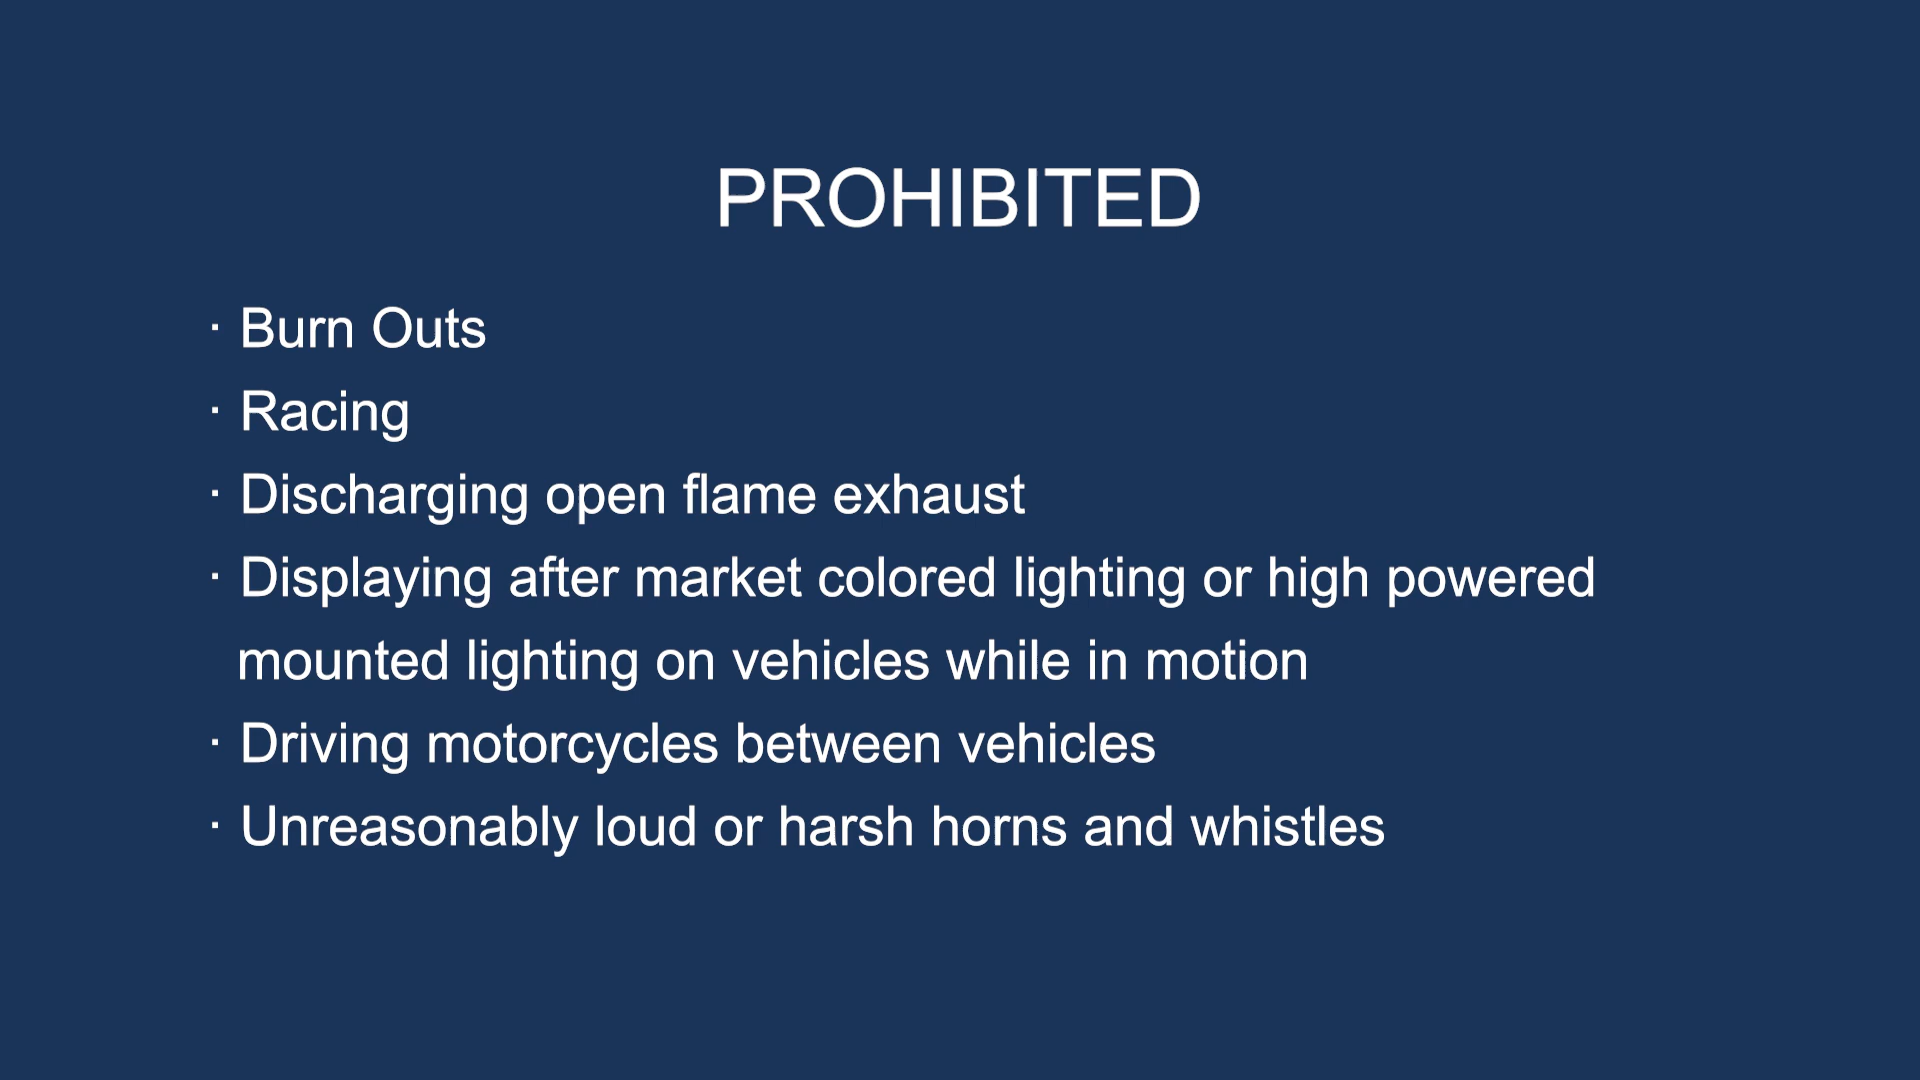 PROHIBITED
· Burn Outs
· Racing
· Discharging open flame exhaust
· Displaying after market colored lighting or high powered
mounted lighting on vehicles while in motion
· Driving motorcycles between vehicles
· Unreasonably loud or harsh horns and whistles